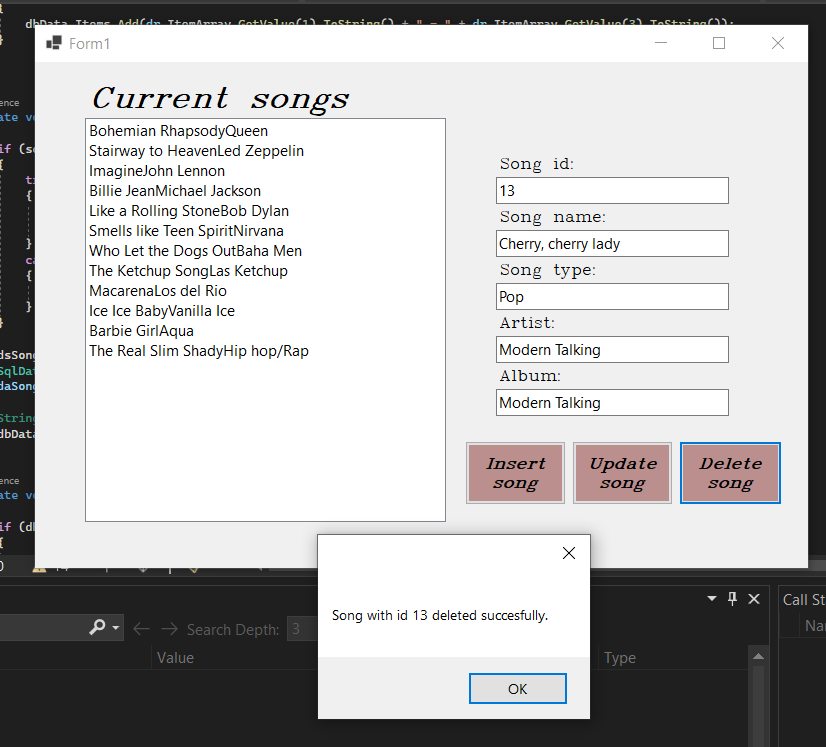 dbData.Items.Add(dr.ItemArray.GetValue(1).ToString() + " - " + dr.ItemArray.GetValue(3).ToString());
Form1
Current songs
Bohemian RhapsodyQueen
Stairway to HeavenLed Zeppelin
ImagineJohn Lennon
Billie JeanMichael Jackson
Like a Rolling StoneBob Dylan
Smells like Teen SpiritNirvana
Who Let the Dogs OutBaha Men
The Ketchup SongLas Ketchup
MacarenaLos del Rio
Ice Ice BabyVanilla Ice
Barbie GirlAqua
The Real Slim ShadyHip hop/Rap
Song id:
13
Song name:
Cherry, cherry lady
Song type:
Pop
Artist:
Modern Talking
Album:
Modern Talking
Insert song
Update song
Delete song
Song with id 13 deleted succesfully.
OK
ence
ate vo
if (so
{
t
{
}
ca
{
}
}
dsSong
SqlDat
daSong
String
dbData
ence
ate vo
if (db
{
Search Depth:
3
Value
Type
Call St
Nar